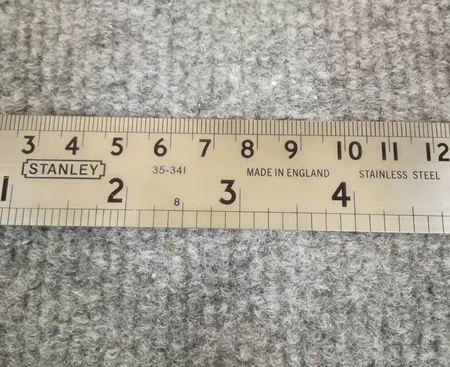 3 4 5 6 7 8 9 10 11 12
STANLEY 35-341 MADE IN ENGLAND STAINLESS STEEL
1 2 3 4
8